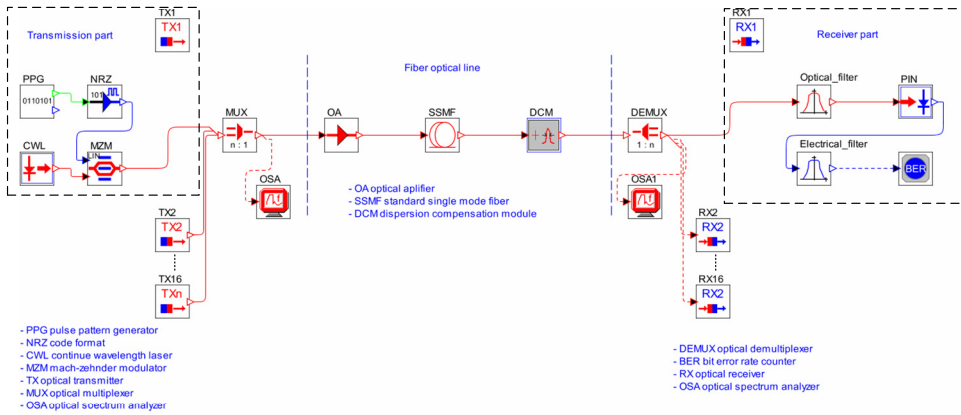 TX1
TX1
Transmission part
PPG
0110101
NRZ
101
CWL
MZM
LIN
MUX
n : 1
OSA
TX2
TX2
TX16
TXn
Fiber optical line
OA
SSMF
DCM
- OA optical aplifier
- SSMF standard single mode fiber
- DCM dispersion compensation module
DEMUX
1 : n
OSA1
RX1
RX1
Receiver part
Optical_filter
PIN
Electrical_filter
BER
RX2
RX2
RX16
RX2
- PPG pulse pattern generator
- NRZ code format
- CWL continue wavelength laser
- MZM mach-zehnder modulator
- TX optical transmitter
- MUX optical multiplexer
- OSA optical spectrum analyzer
- DEMUX optical demultiplexer
- BER bit error rate counter
- RX optical receiver
- OSA optical spectrum analyzer